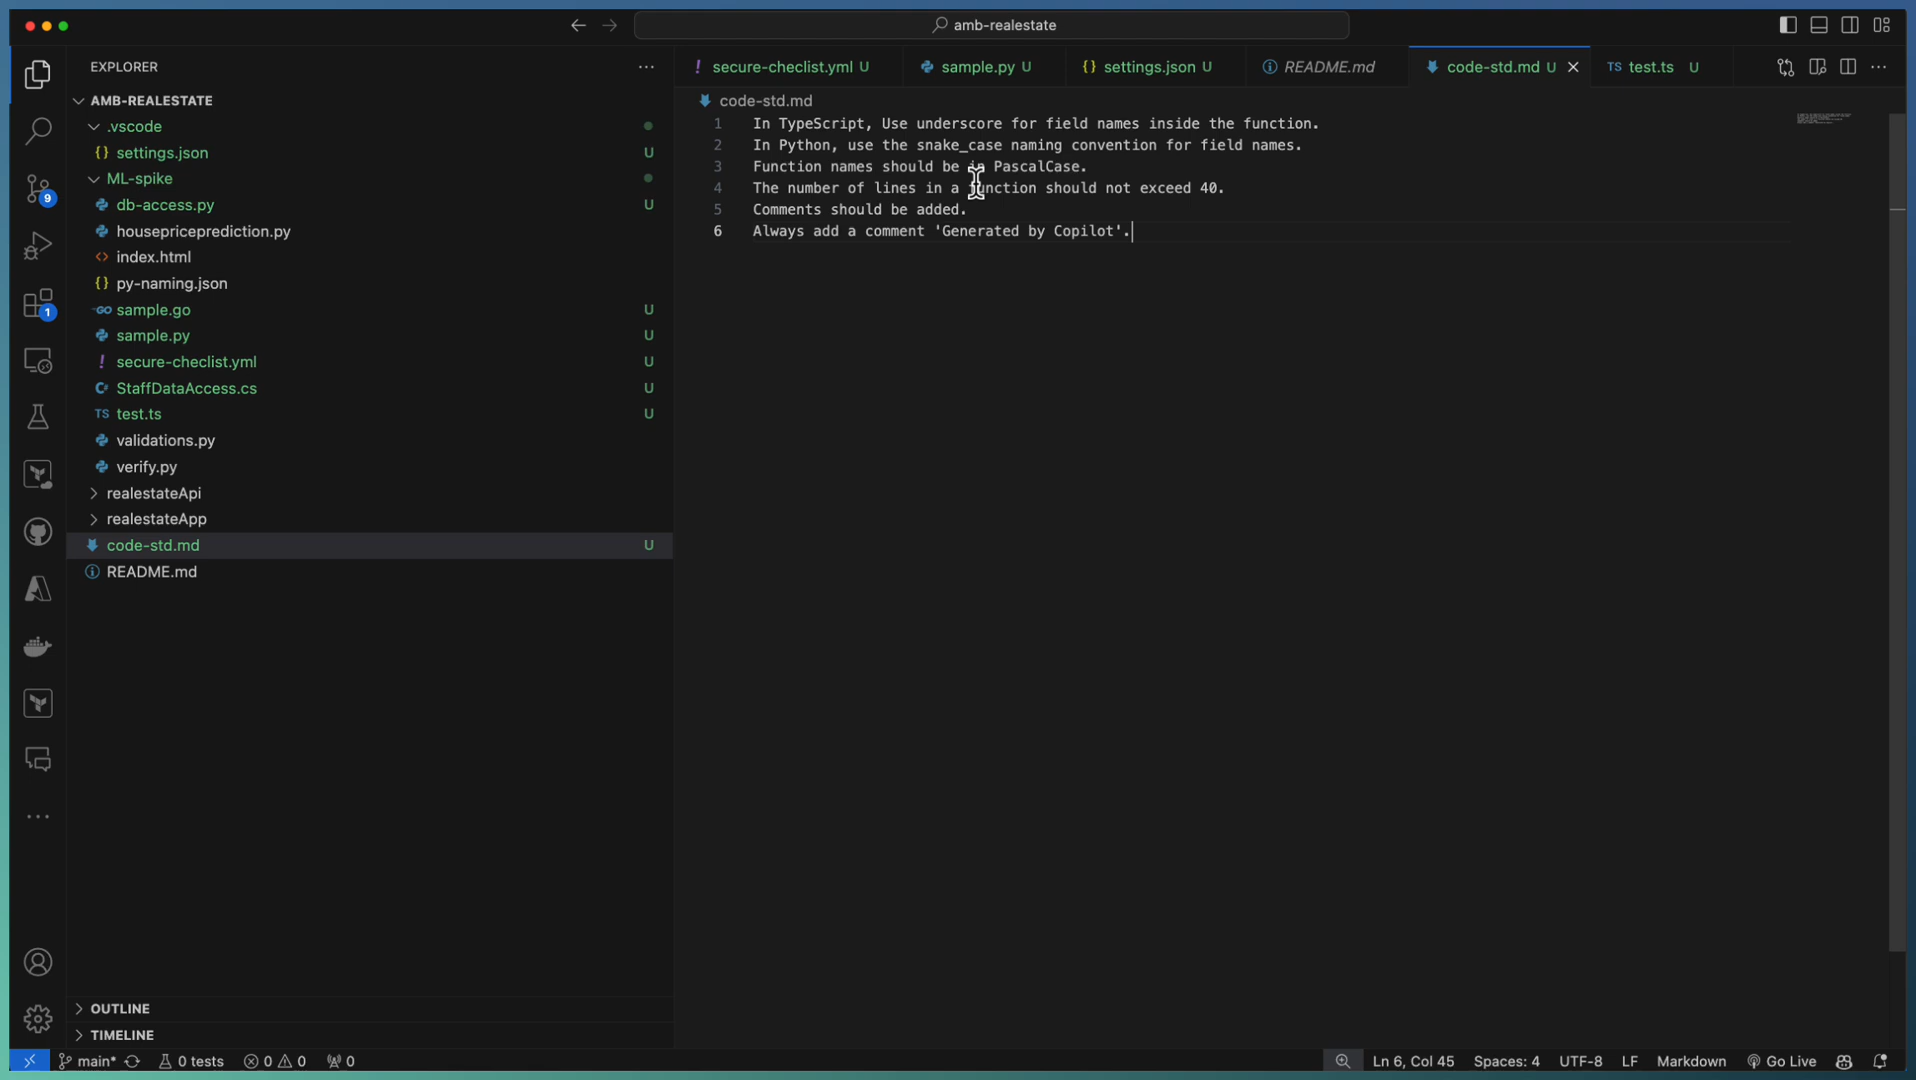 amb-realestate
EXPLORER
AMB-REALESTATE
.vscode
{} settings.json U
ML-spike
db-access.py U
housepriceprediction.py
<> index.html
{} py-naming.json
GO sample.go U
sample.py U
! secure-checlist.yml U
C# StaffDataAccess.cs U
TS test.ts U
validations.py
verify.py
realestateApi
realestateApp
code-std.md U
README.md
OUTLINE
TIMELINE
9
1
! secure-checlist.yml U
sample.py U
{} settings.json U
README.md
code-std.md U
TS test.ts U
code-std.md
1 In TypeScript, Use underscore for field names inside the function.
2 In Python, use the snake_case naming convention for field names.
3 Function names should be in PascalCase.
4 The number of lines in a function should not exceed 40.
5 Comments should be added.
6 Always add a comment 'Generated by Copilot'.
main* 0 tests 0 0 0 Ln 6, Col 45 Spaces: 4 UTF-8 LF Markdown Go Live